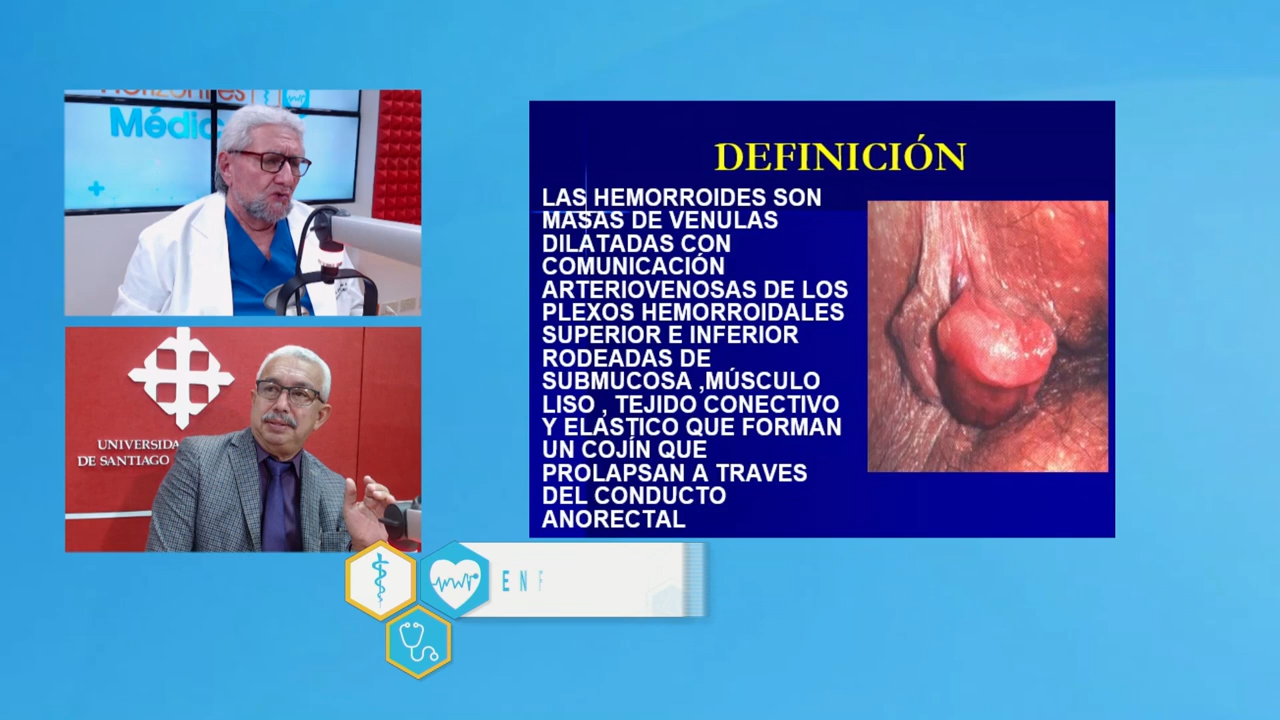 Horizontes
Médic
UNIVERSIDA
DE SANTIAGO
DEFINICIÓN
LAS HEMORROIDES SON
MASAS DE VENULAS
DILATADAS CON
COMUNICACIÓN
ARTERIOVENOSAS DE LOS
PLEXOS HEMORROIDALES
SUPERIOR E INFERIOR
RODEADAS DE
SUBMUCOSA ,MÚSCULO
LISO , TEJIDO CONECTIVO
Y ELASTICO QUE FORMAN
UN COJÍN QUE
PROLAPSAN A TRAVES
DEL CONDUCTO
ANORECTAL
ENF